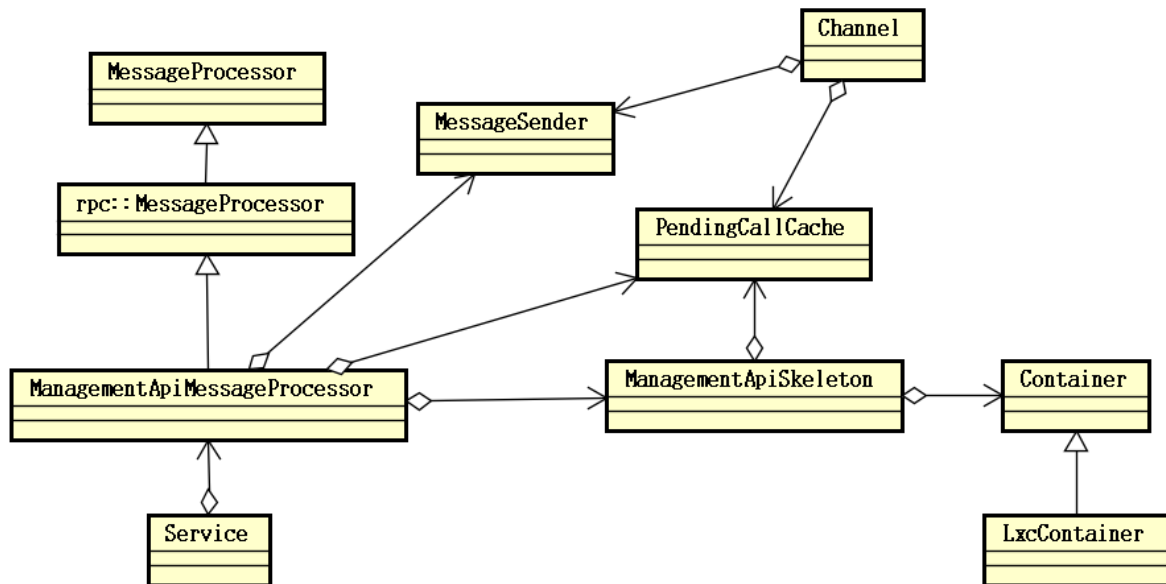 Channel
MessageProcessor
MessageSender
rpc::MessageProcessor
PendingCallCache
ManagementApiMessageProcessor
ManagementApiSkeleton
Container
Service
LxcContainer